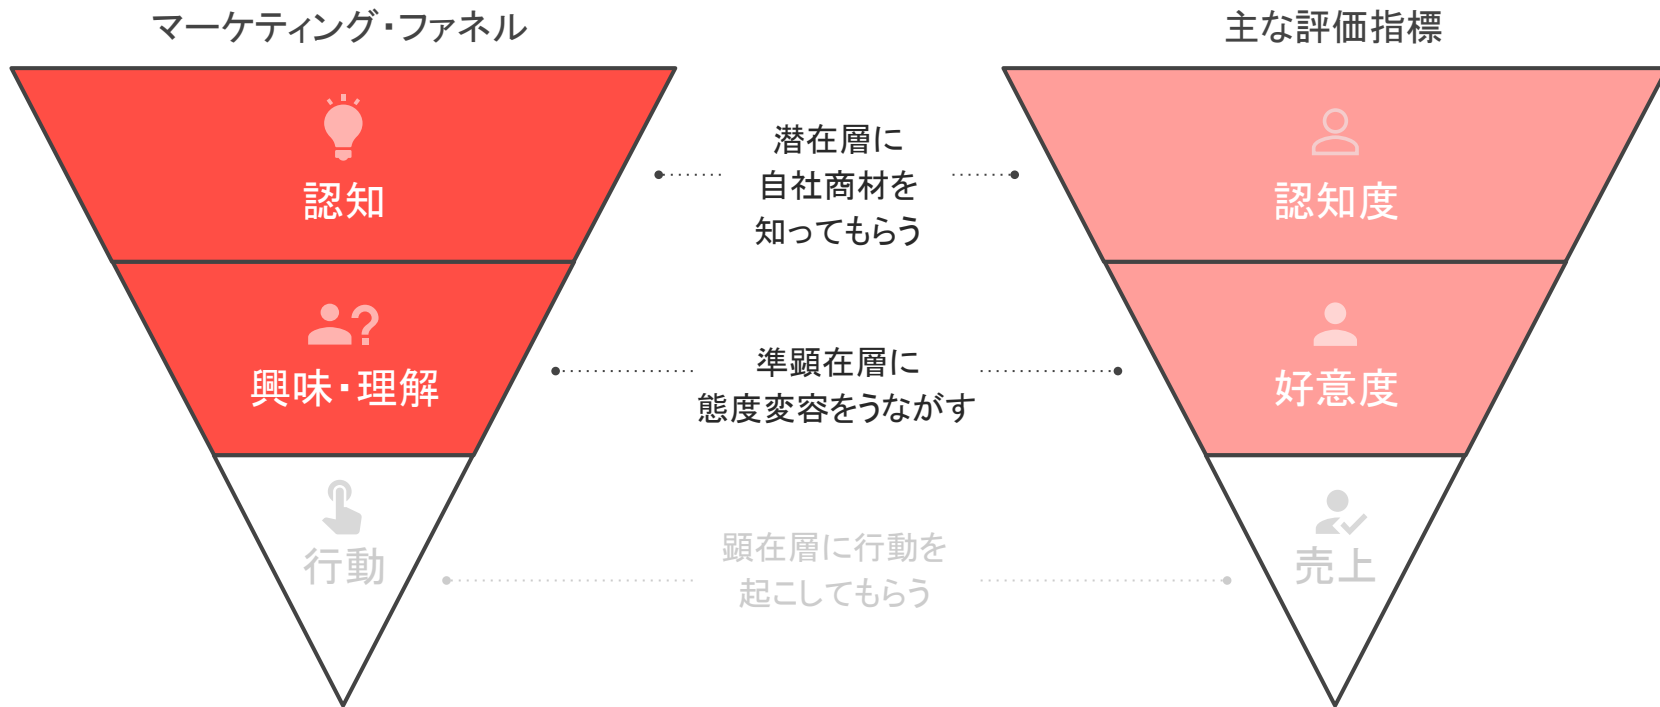 マーケティング・ファネル
主な評価指標
認知
潜在層に
自社商材を
知ってもらう
認知度
興味・理解
準顕在層に
態度変容をうながす
好意度
行動
顕在層に行動を
起こしてもらう
売上